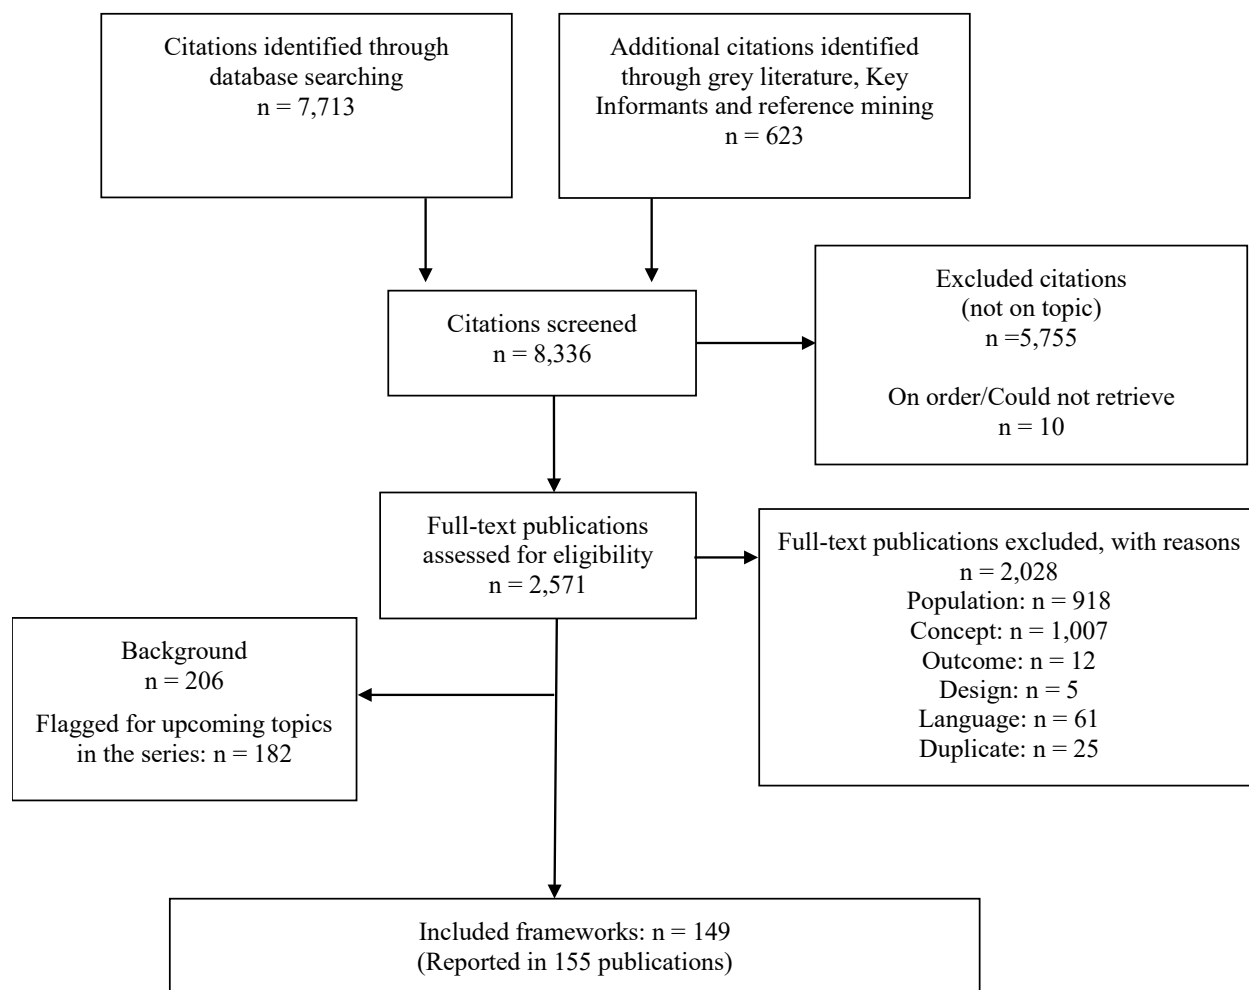 Citations identified through
database searching
n = 7,713
Additional citations identified
through grey literature, Key
Informants and reference mining
n = 623
Excluded citations
(not on topic)
n =5,755
On order/Could not retrieve
n = 10
Citations screened
n = 8,336
Full-text publications
assessed for eligibility
n = 2,571
Full-text publications excluded, with reasons
n = 2,028
Population: n = 918
Concept: n = 1,007
Outcome: n = 12
Design: n = 5
Language: n = 61
Duplicate: n = 25
Background
n = 206
Flagged for upcoming topics
in the series: n = 182
Included frameworks: n = 149
(Reported in 155 publications)